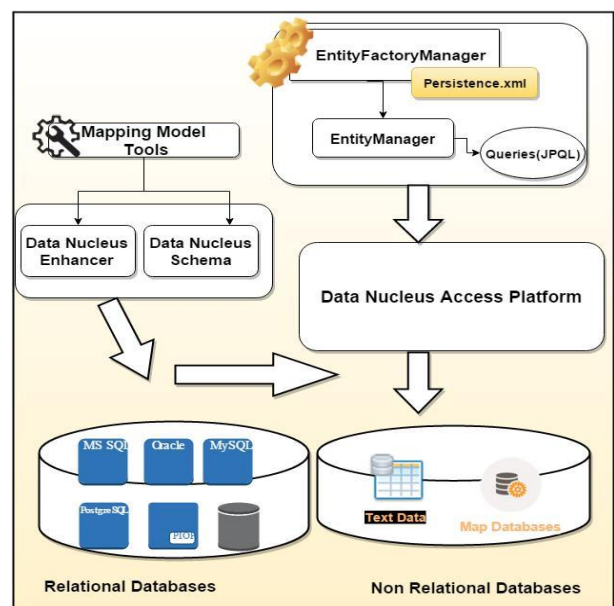 EntityFactoryManager
Persistence.xml
EntityManager
Queries(JPQL)
Mapping Model
Tools
Data Nucleus
Enhancer
Data Nucleus
Schema
Data Nucleus Access Platform
MS SQL
Oracle
MySQL
PostgreSQL
Text Data
Map Databases
Relational Databases
Non Relational Databases